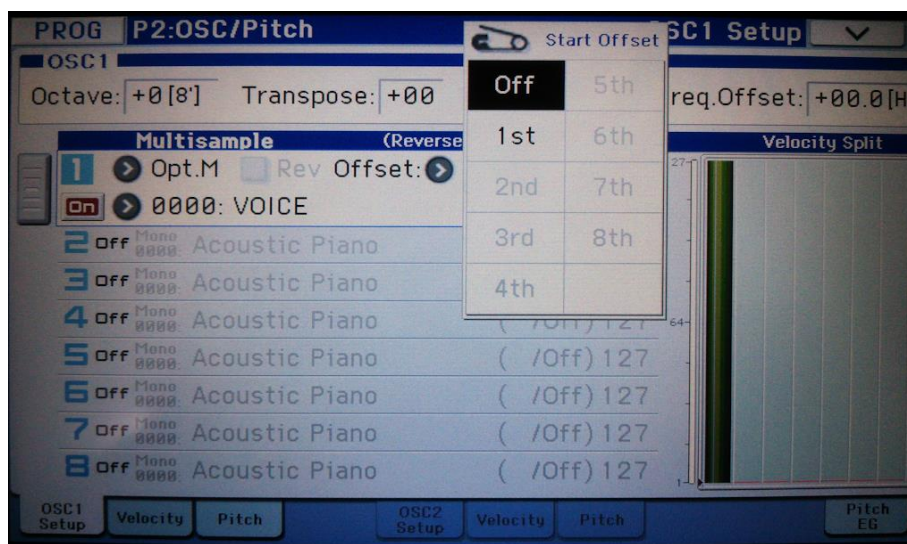 PROG P2:OSC/Pitch SC1 Setup
OSC1
Octave: +0[8'] Transpose: +00 req.Offset: +00.0[H
Start Offset
Off 5th
1st 6th
2nd 7th
3rd 8th
4th
Multisample (Reverse Velocity Split
1 Opt.M Rev Offset:
On 0000: VOICE
2 Off Mono 0000: Acoustic Piano
3 Off Mono 0000: Acoustic Piano
4 Off Mono 0000: Acoustic Piano ( /Off) 127
5 Off Mono 0000: Acoustic Piano ( /Off) 127
6 Off Mono 0000: Acoustic Piano ( /Off) 127
7 Off Mono 0000: Acoustic Piano ( /Off) 127
8 Off Mono 0000: Acoustic Piano ( /Off) 127
27-
64-
1-
OSC1 Setup Velocity Pitch OSC2 Setup Velocity Pitch Pitch EG